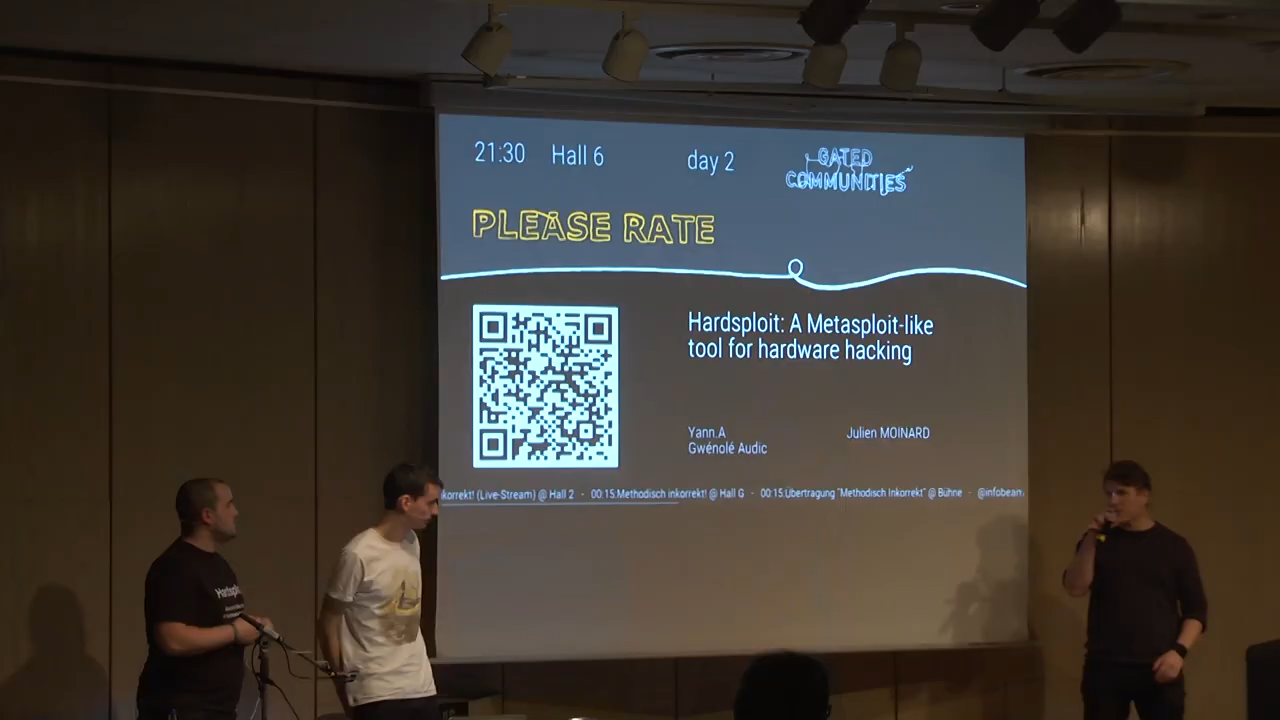 21:30 Hall 6 day 2
GATED
COMMUNITIES
PLEASE RATE
Hardsploit: A Metasploit-like
tool for hardware hacking
Yann.A Julien MOINARD
Gwénolé Audic
korrekt! (Live-Stream) @ Hall 2 - 00:15:Methodisch inkorrekt! @ Hall G - 00:15:Übertragung "Methodisch Inkorrekt" @ Bühne - @infobeam